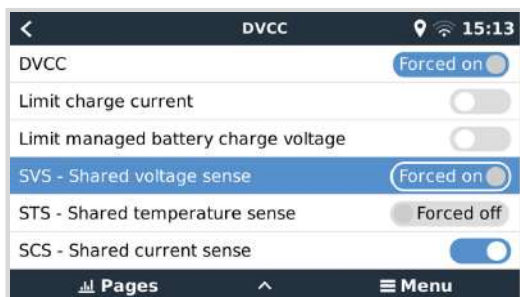 DVCC 15:13
DVCC Forced on
Limit charge current
Limit managed battery charge voltage
SVS - Shared voltage sense Forced on
STS - Shared temperature sense Forced off
SCS - Shared current sense
Pages Menu